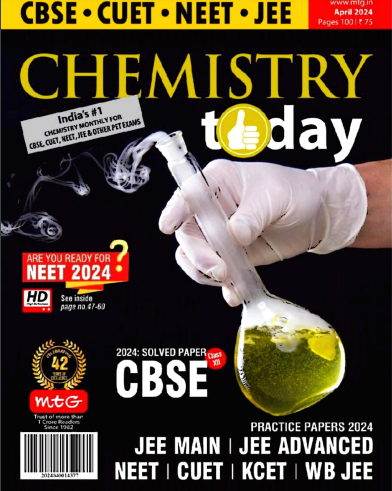 CBSE • CUET • NEET • JEE
www.mtg.in
April 2024
Pages 100 | ₹ 75
CHEMISTRY
today
India's #1
CHEMISTRY MONTHLY FOR
CBSE, CUET, NEET, JEE & OTHER PET EXAMS
ARE YOU READY FOR
NEET 2024 ?
HD
See inside
page no.47-60
42
mtG
Trust of more than
1 Crore Readers
Since 1982
2024: SOLVED PAPER
Class
XII
CBSE
PRACTICE PAPERS 2024
JEE MAIN | JEE ADVANCED
NEET | CUET | KCET | WB JEE